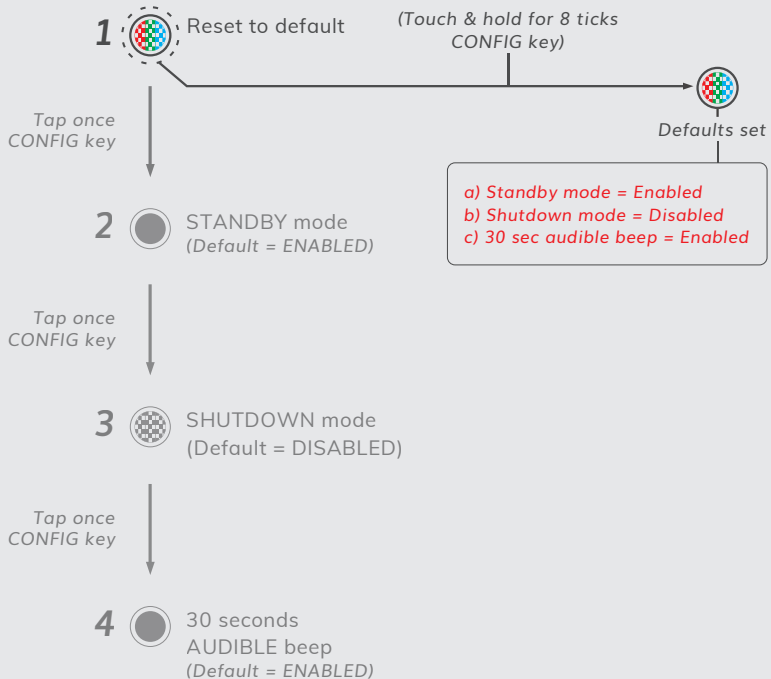 1 Reset to default
(Touch & hold for 8 ticks
CONFIG key)
Defaults set
a) Standby mode = Enabled
b) Shutdown mode = Disabled
c) 30 sec audible beep = Enabled
Tap once
CONFIG key
2 STANDBY mode
(Default = ENABLED)
Tap once
CONFIG key
3 SHUTDOWN mode
(Default = DISABLED)
Tap once
CONFIG key
4 30 seconds
AUDIBLE beep
(Default = ENABLED)